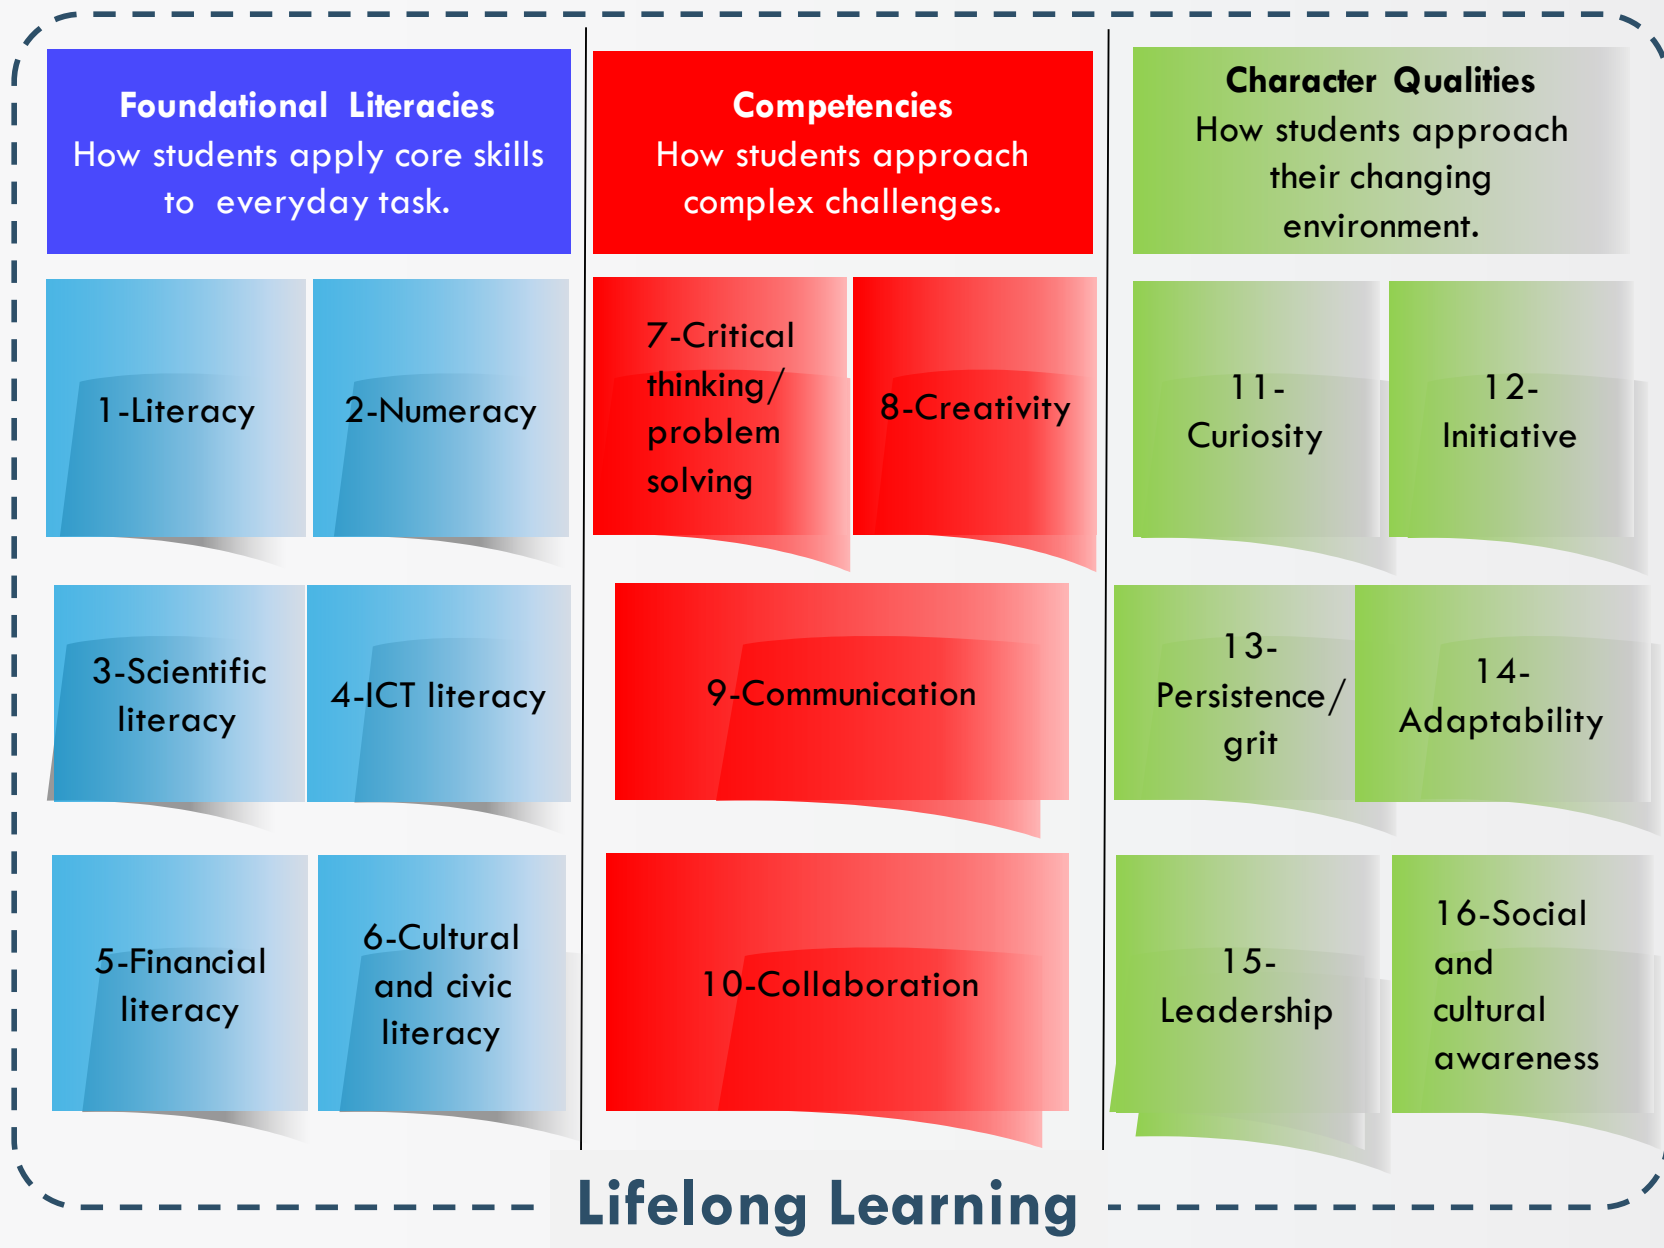 Foundational Literacies
How students apply core skills
to everyday task.
Competencies
How students approach
complex challenges.
Character Qualities
How students approach
their changing
environment.
1-Literacy
2-Numeracy
7-Critical
thinking/
problem
solving
8-Creativity
11-
Curiosity
12-
Initiative
3-Scientific
literacy
4-ICT literacy
9-Communication
13-
Persistence/
grit
14-
Adaptability
5-Financial
literacy
6-Cultural
and civic
literacy
10-Collaboration
15-
Leadership
16-Social
and
cultural
awareness
Lifelong Learning